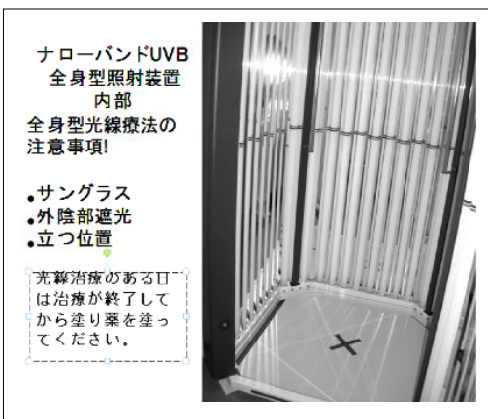 ナローバンドUVB
全身型照射装置
内部
全身型光線療法の
注意事項!
•サングラス
•外陰部遮光
•立つ位置
光線治療のある日
は治療が終了して
から塗り薬を塗っ
てください。